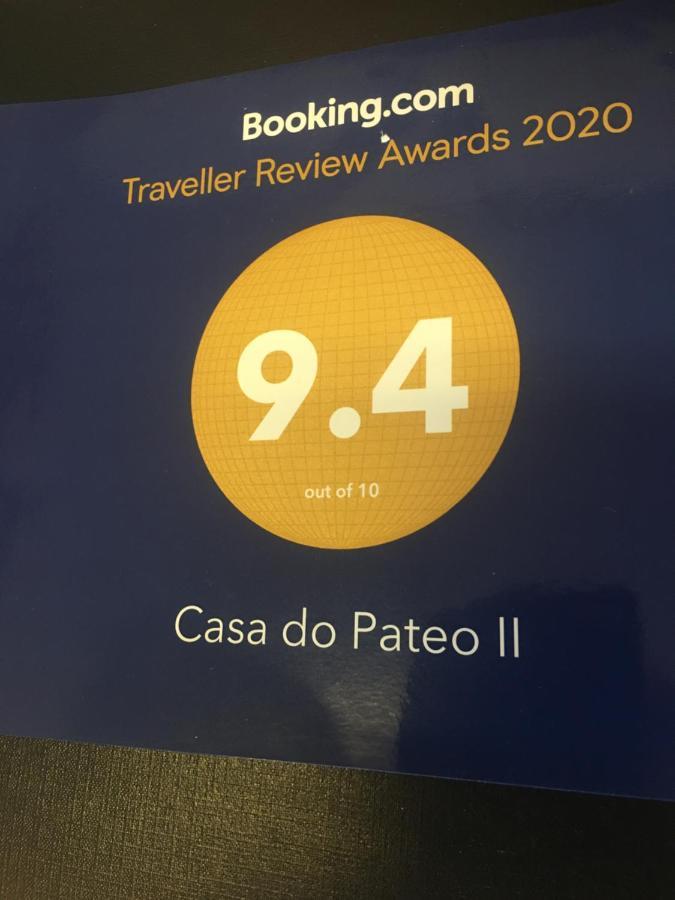 Booking.com
Traveller Review Awards 2020
9.4
out of 10
Casa do Pateo II